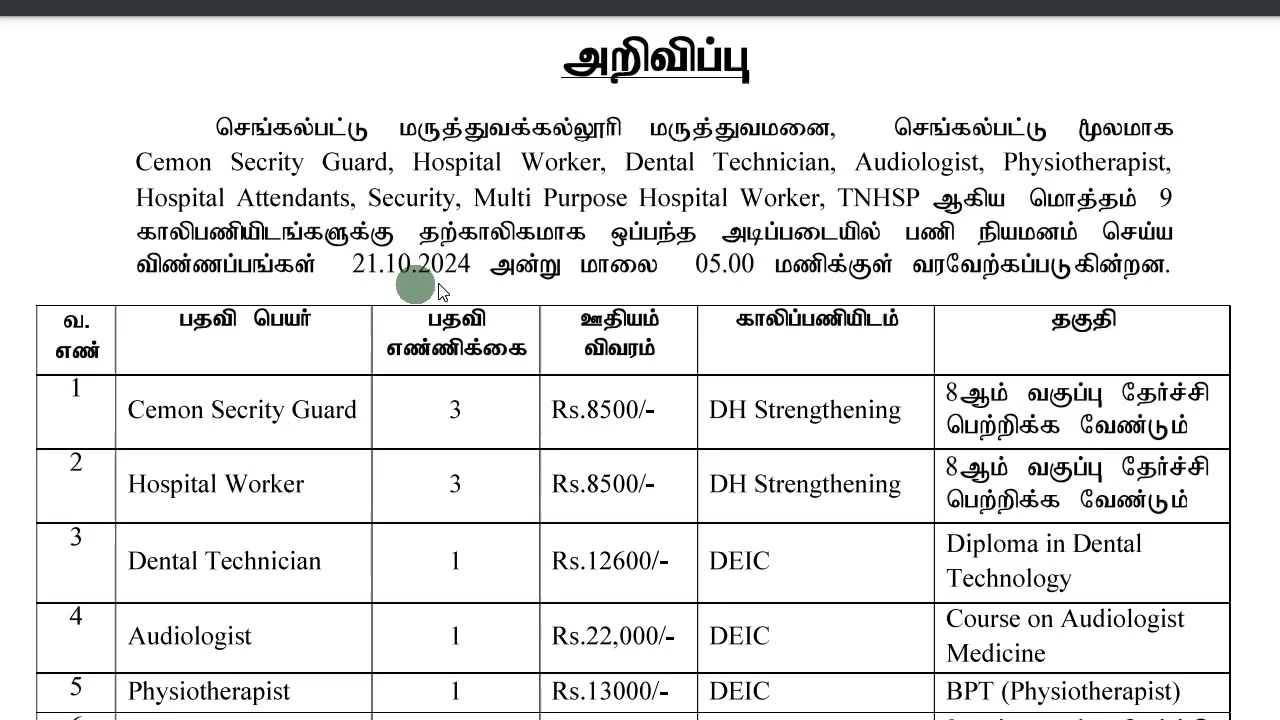 அறிவிப்பு
செங்கல்பட்டு மருத்துவக்கல்லூரி மருத்துவமனை, செங்கல்பட்டு மூலமாக
Cemon Secrity Guard, Hospital Worker, Dental Technician, Audiologist, Physiotherapist,
Hospital Attendants, Security, Multi Purpose Hospital Worker, TNHSP ஆகிய மொத்தம் 9
காலிபணியிடங்களுக்கு தற்காலிகமாக ஒப்பந்த அடிப்படையில் பணி நியமனம் செய்ய
விண்ணப்பங்கள் 21.10.2024 அன்று மாலை 05.00 மணிக்குள் வரவேற்கப்படுகின்றன.
வ. எண் பதவி பெயர் பதவி எண்ணிக்கை ஊதியம் விவரம் காலிப்பணியிடம் தகுதி
1 Cemon Secrity Guard 3 Rs.8500/- DH Strengthening 8ஆம் வகுப்பு தேர்ச்சி பெற்றிக்க வேண்டும்
2 Hospital Worker 3 Rs.8500/- DH Strengthening 8ஆம் வகுப்பு தேர்ச்சி பெற்றிக்க வேண்டும்
3 Dental Technician 1 Rs.12600/- DEIC Diploma in Dental Technology
4 Audiologist 1 Rs.22,000/- DEIC Course on Audiologist Medicine
5 Physiotherapist 1 Rs.13000/- DEIC BPT (Physiotherapist)